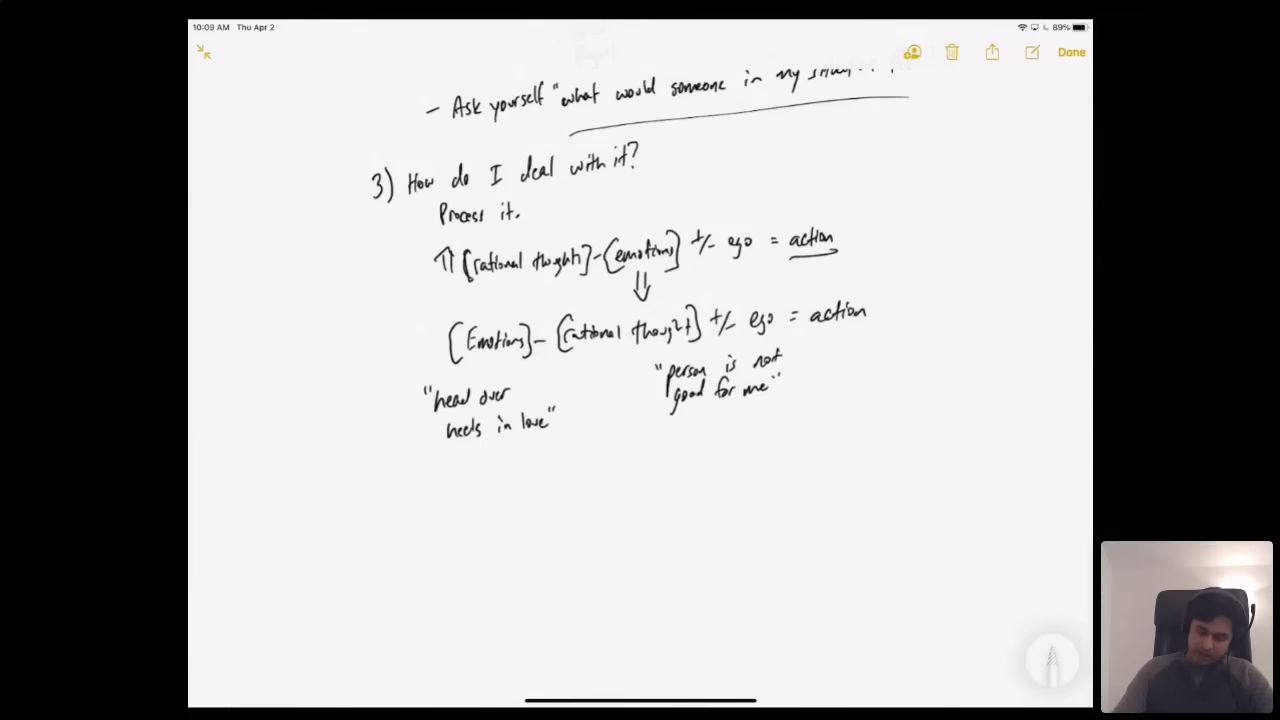 10:09 AM Thu Apr 2
89%
Done
- Ask yourself "what would someone in my
3) How do I deal with it?
Process it.
⇑ [rational thought] - [emotions] +/- ego = action
⇓
[Emotions] - [rational thought] +/- ego = action
"head over
heels in love"
"person is not
good for me"